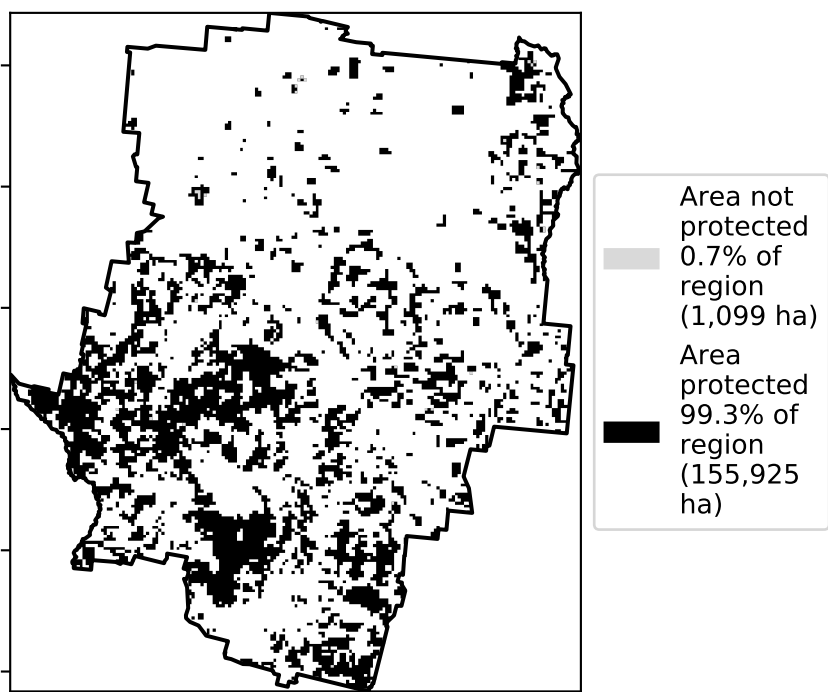 Area not
protected
0.7% of
region
(1,099 ha)
Area
protected
99.3% of
region
(155,925
ha)